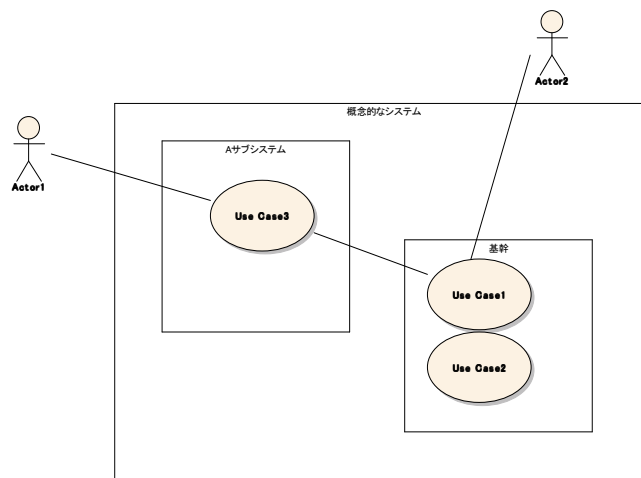 Actor2
概念的なシステム
Actor1
Aサブシステム
Use Case3
基幹
Use Case1
Use Case2